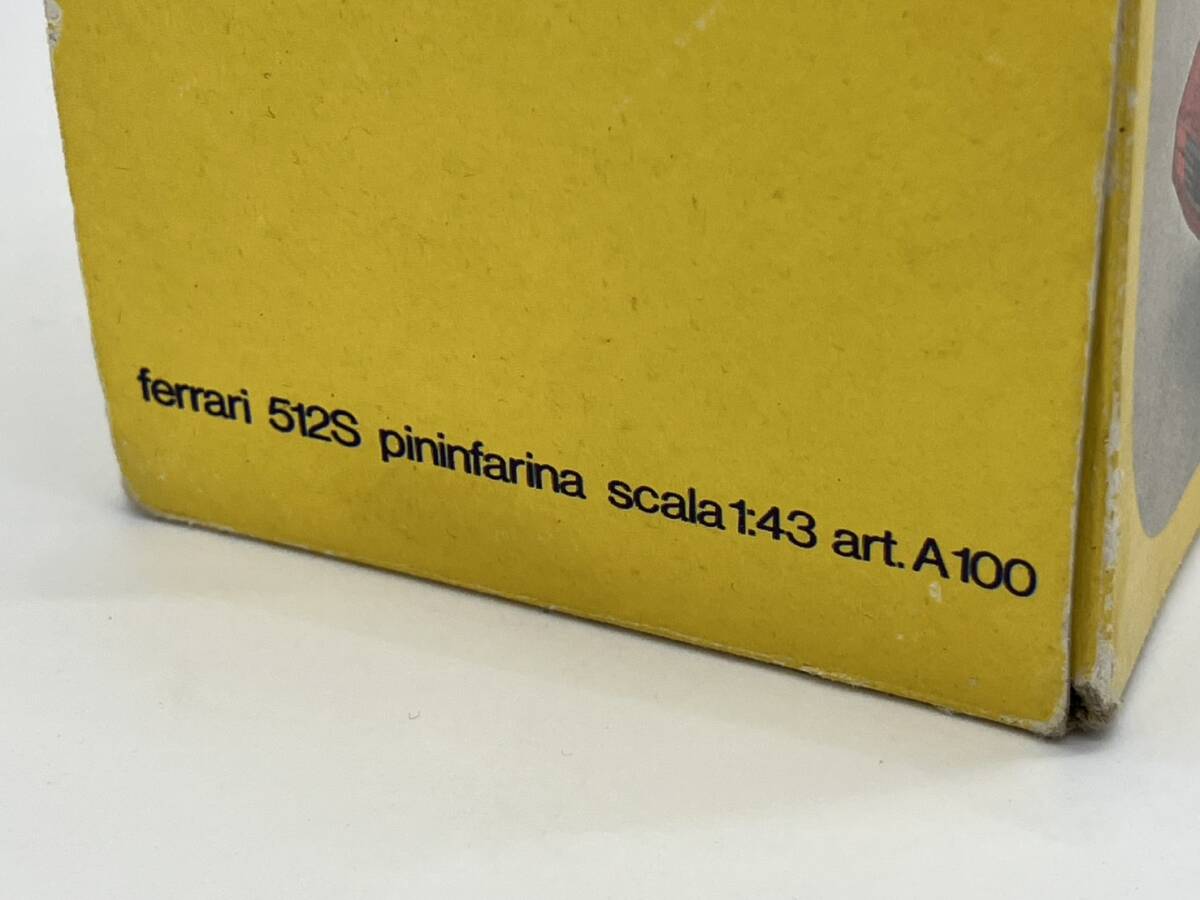 ferrari 512S pininfarina scala 1:43 art. A100